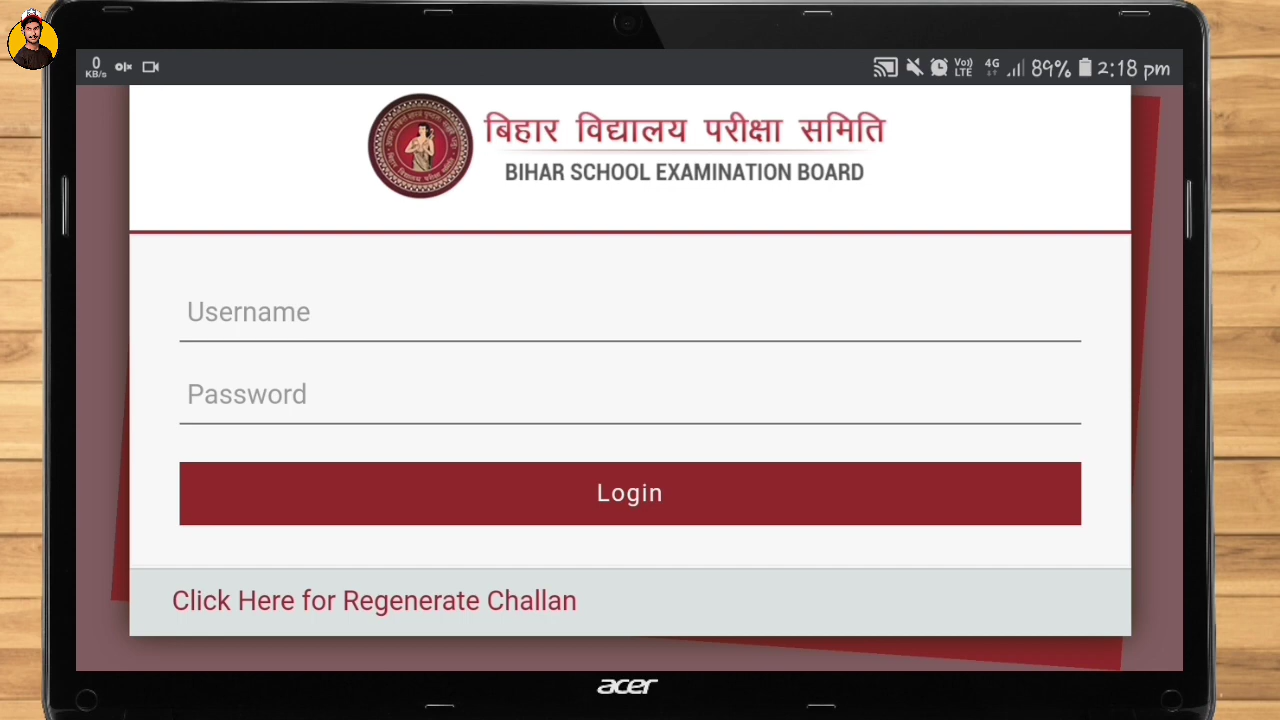 0
KB/s
Vo))
LTE
4G
89%
2:18 pm
बिहार विद्यालय परीक्षा समिति
BIHAR SCHOOL EXAMINATION BOARD
Username
Password
Login
Click Here for Regenerate Challan
acer